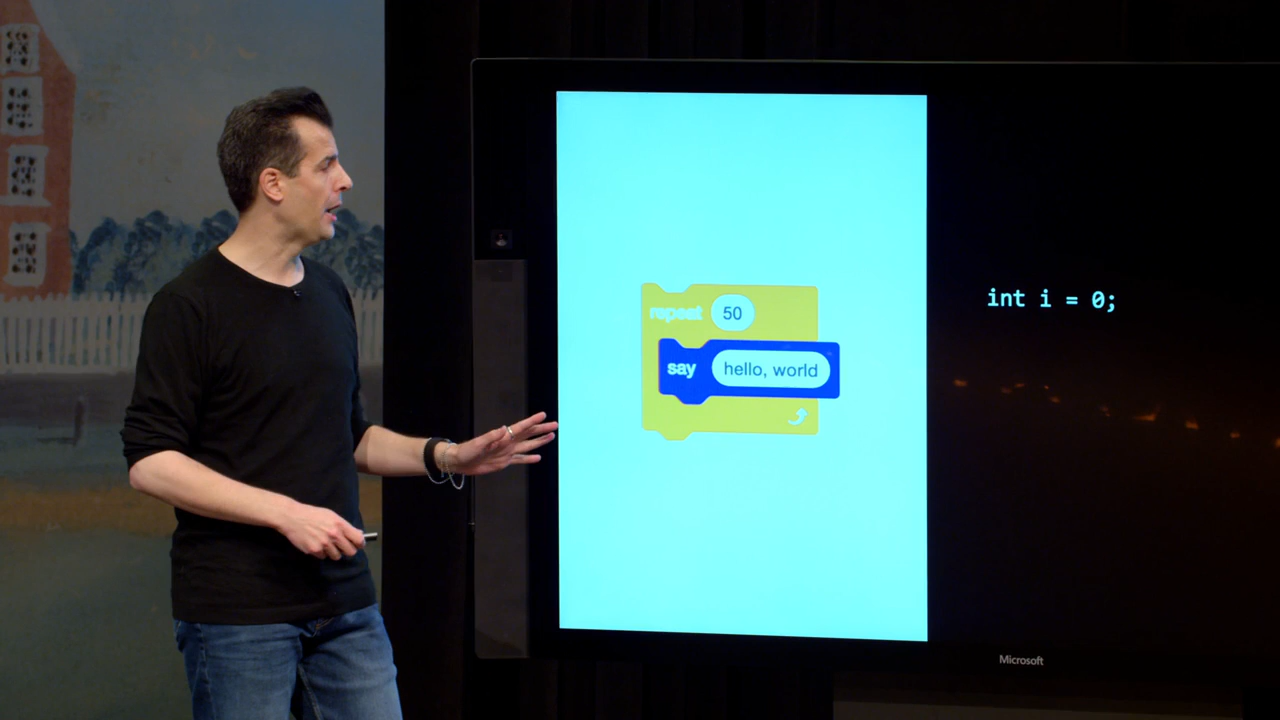 repeat 50
say hello, world
int i = 0;
Microsoft